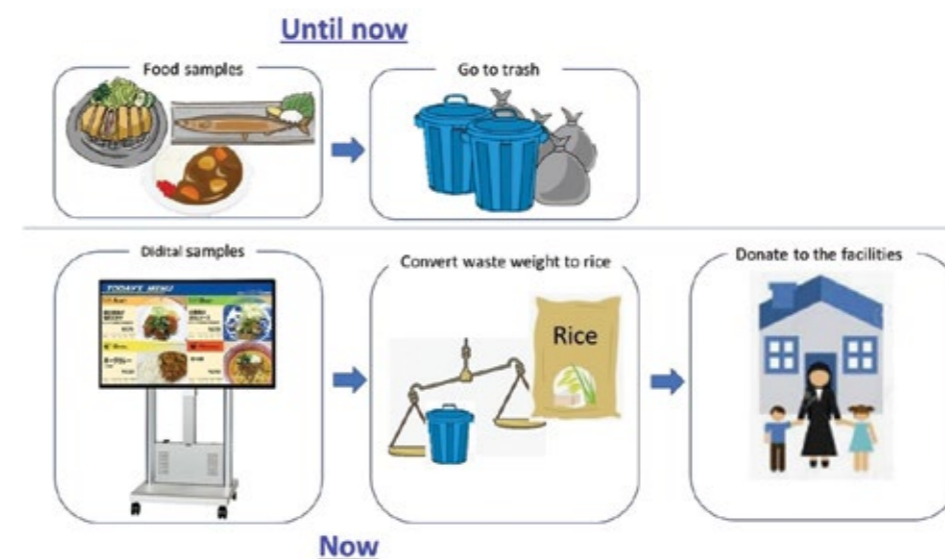 Until now
Food samples
Go to trash
Didital samples
Convert waste weight to rice
Donate to the facilities
TODAY'S MENU
Rice
Now